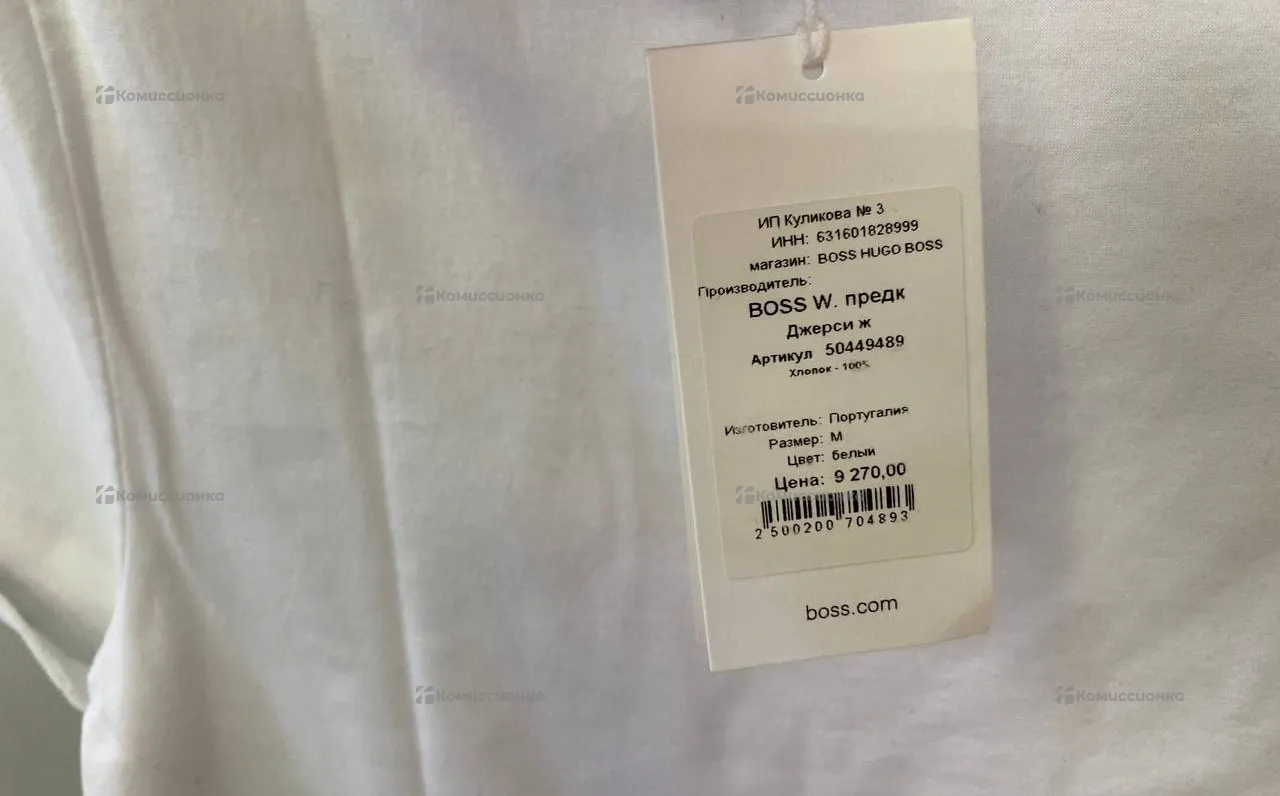 ИП Куликова № 3
ИНН: 631601828999
магазин: BOSS HUGO BOSS
Производитель:
BOSS W. предк
Джерси ж
Артикул 50449489
Хлопок - 100%
Изготовитель: Португалия
Размер: M
Цвет: белый
Цена: 9 270,00
2 500200 704893
boss.com
Комиссионка
Комиссионка
Комиссионка
Комиссионка
Комиссионка
Комиссионка
Комиссионка
Комиссионка
Комиссионка